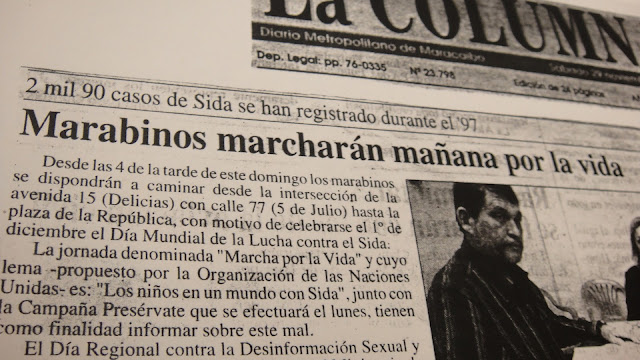 La COLUMN
Diario Metropolitano de Maracaibo
Dep. Legal: pp. 76-0335 Nº 23.798 Edición de 24 páginas
Sábado 29 noviem
2 mil 90 casos de Sida se han registrado durante el '97
Marabinos marcharán mañana por la vida
Desde las 4 de la tarde de este domingo los marabinos
se dispondrán a caminar desde la intersección de la
avenida 15 (Delicias) con calle 77 (5 de Julio) hasta la
plaza de la República, con motivo de celebrarse el 1º de
diciembre el Día Mundial de la Lucha contra el Sida:
La jornada denominada "Marcha por la Vida" y cuyo
lema -propuesto por la Organización de las Naciones
Unidas- es: "Los niños en un mundo con Sida", junto con
la Campaña Presérvate que se efectuará el lunes, tienen
como finalidad informar sobre este mal.
El Día Regional contra la Desinformación Sexual y